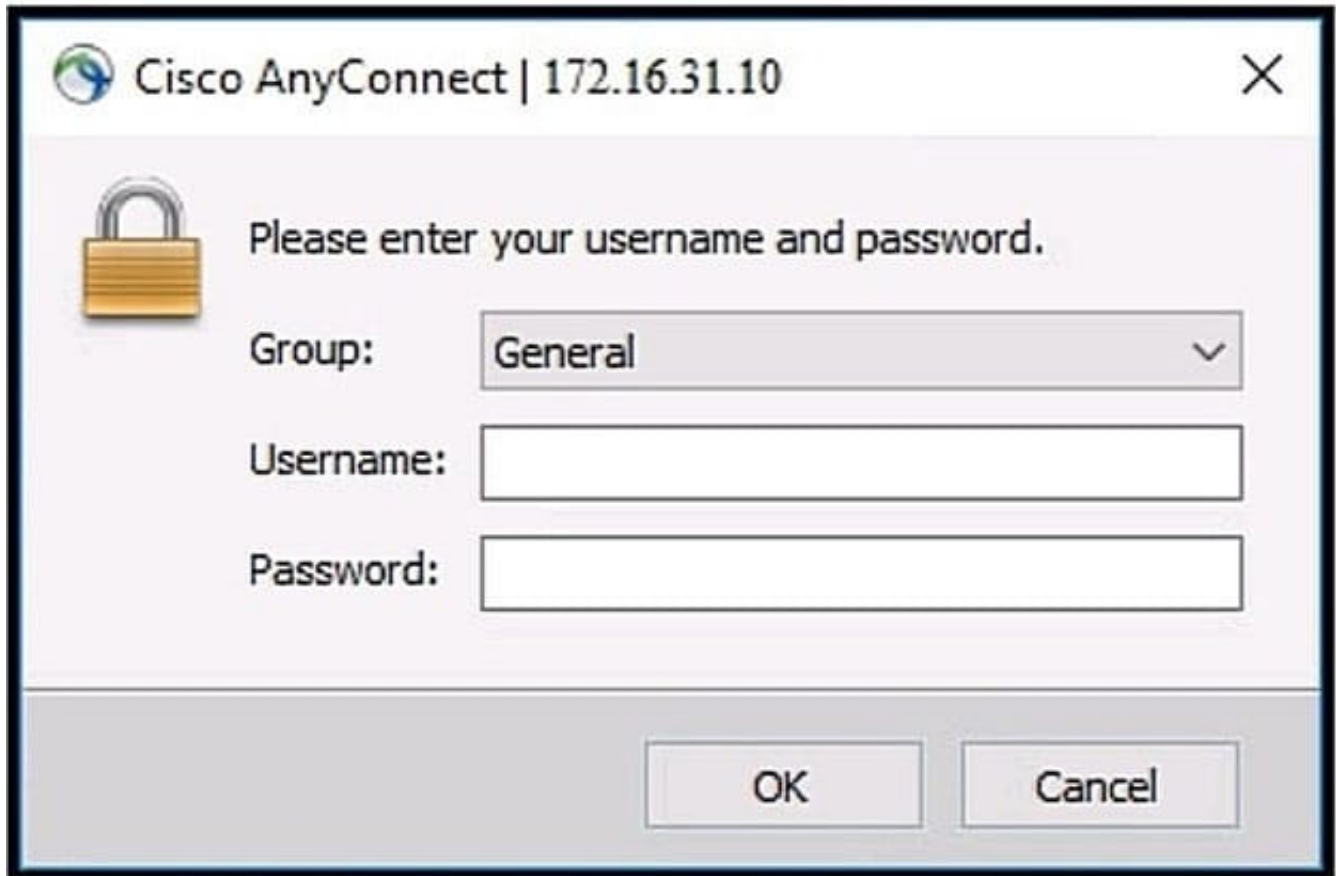 Cisco AnyConnect | 172.16.31.10
Please enter your username and password.
Group: General
Username:
Password:
OK Cancel